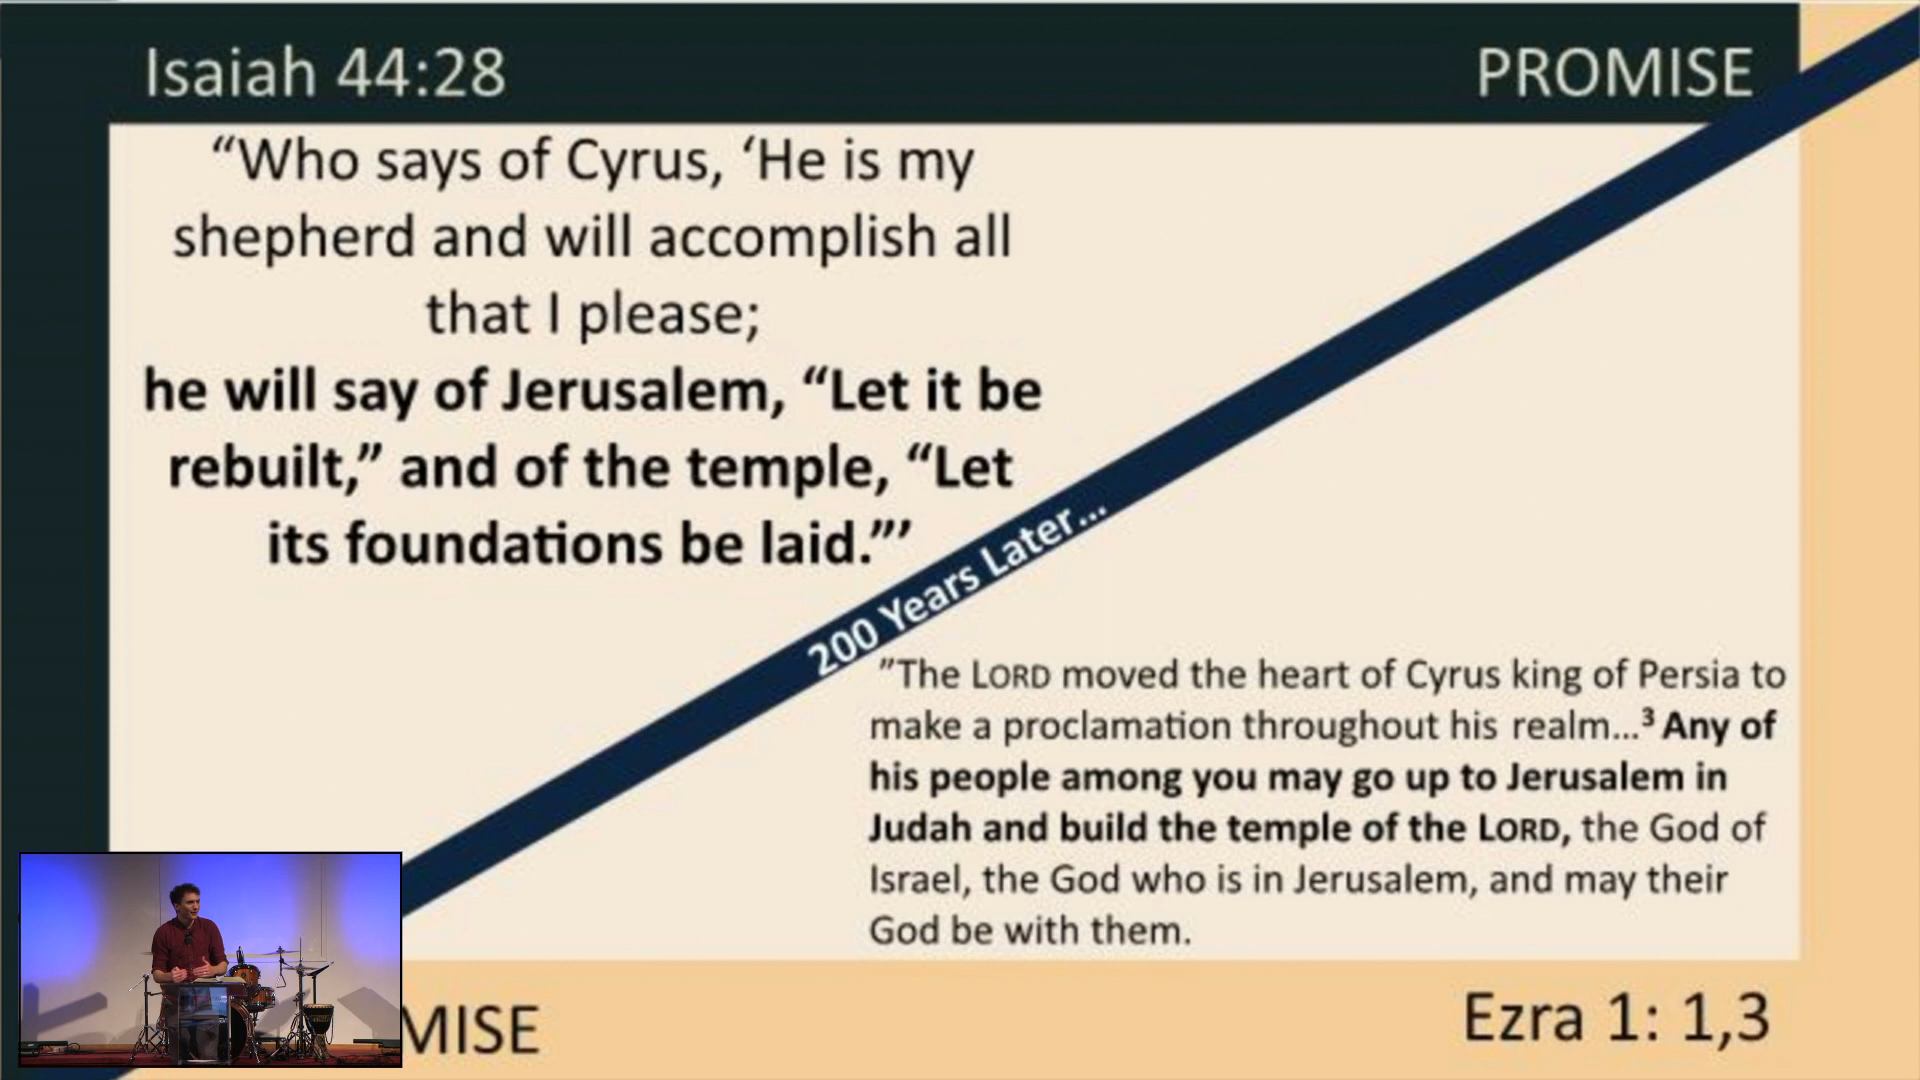 Isaiah 44:28
PROMISE
“Who says of Cyrus, ‘He is my
shepherd and will accomplish all
that I please;
he will say of Jerusalem, “Let it be
rebuilt,” and of the temple, “Let
its foundations be laid.”’
200 Years Later...
”The LORD moved the heart of Cyrus king of Persia to
make a proclamation throughout his realm...³ Any of
his people among you may go up to Jerusalem in
Judah and build the temple of the LORD, the God of
Israel, the God who is in Jerusalem, and may their
God be with them.
MISE
Ezra 1: 1,3